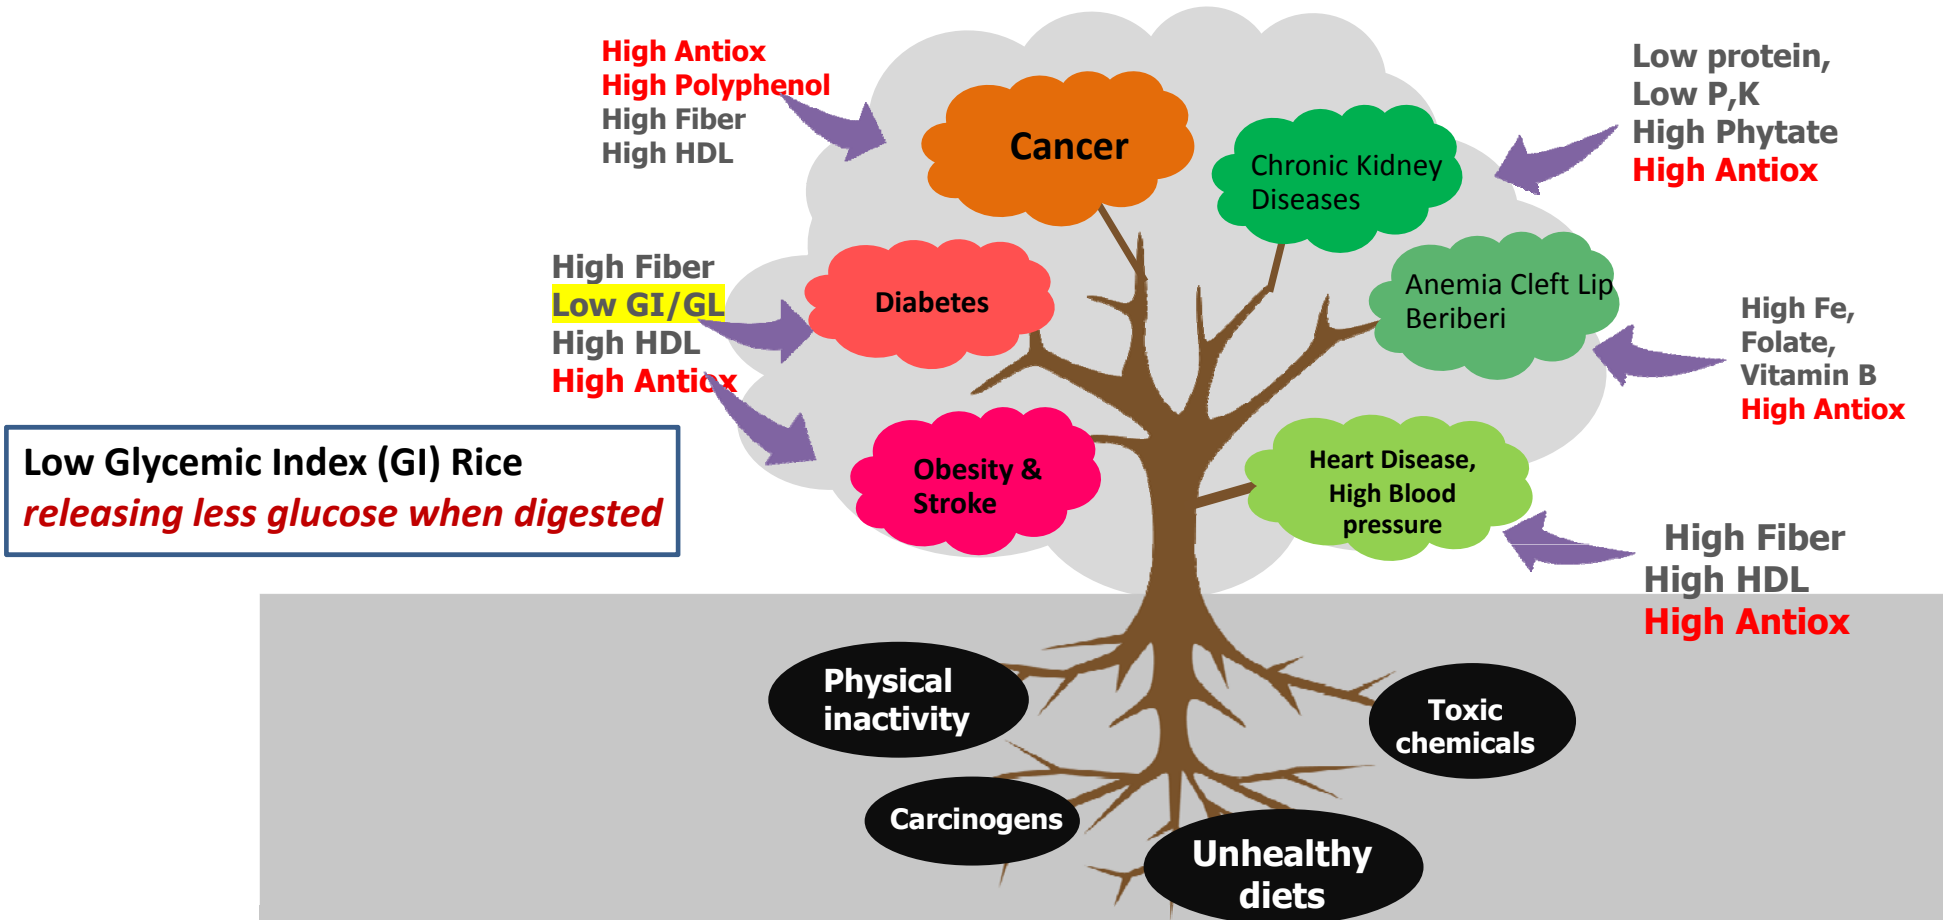 High Antiox
High Polyphenol
High Fiber
High HDL
Cancer
Low protein,
Low P,K
High Phytate
High Antiox
Chronic Kidney
Diseases
High Fiber
Low GI/GL
High HDL
High Antiox
Diabetes
Anemia Cleft Lip
Beriberi
High Fe,
Folate,
Vitamin B
High Antiox
Low Glycemic Index (GI) Rice
releasing less glucose when digested
Obesity &
Stroke
Heart Disease,
High Blood
pressure
High Fiber
High HDL
High Antiox
Physical
inactivity
Toxic
chemicals
Carcinogens
Unhealthy
diets